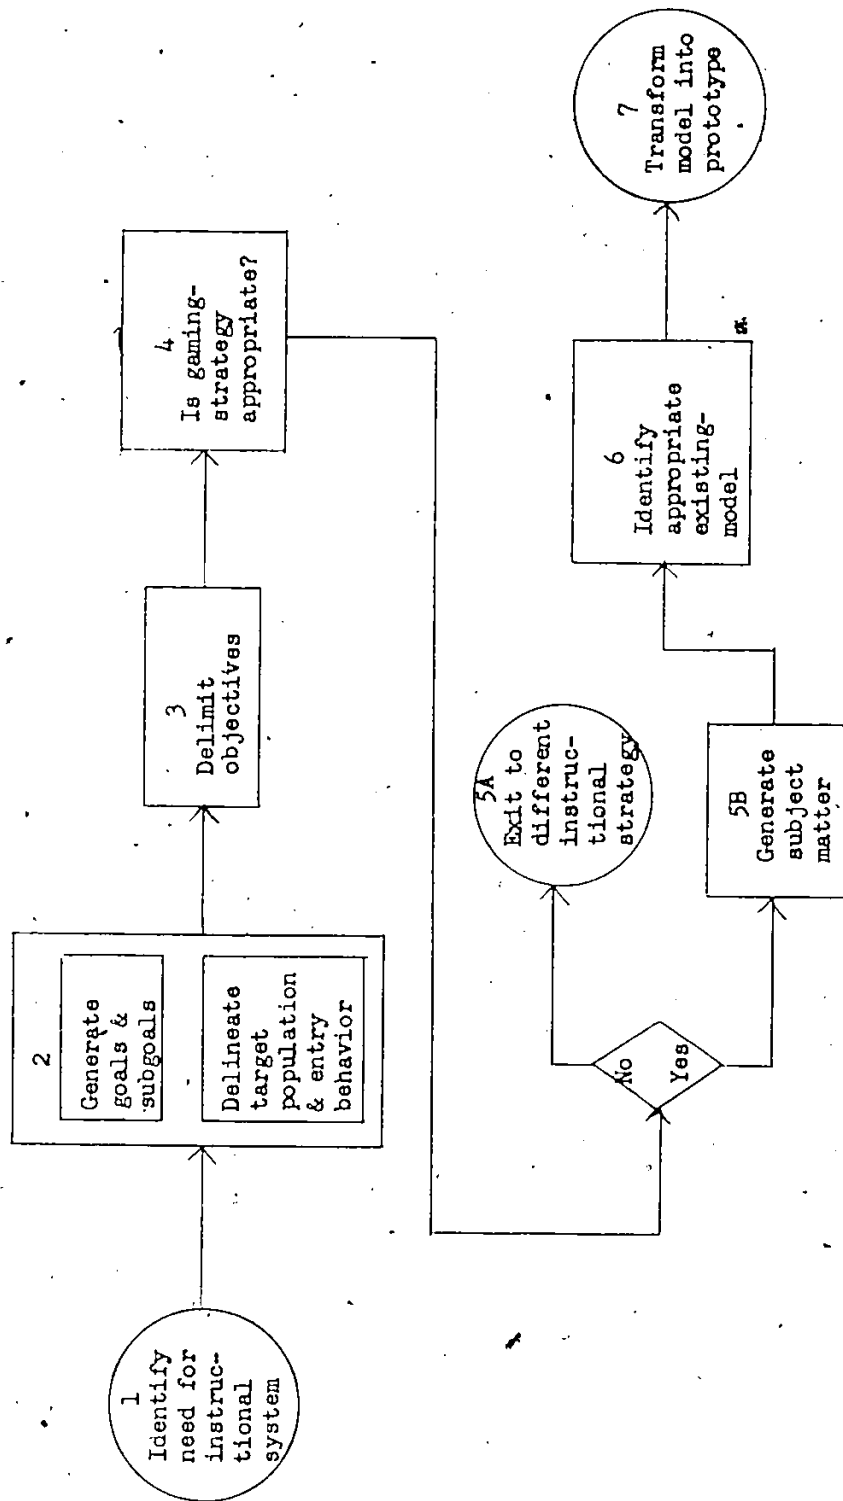 1
Identify
need for
instruc-
tional
system
2
Generate
goals &
subgoals
Delineate
target
population
& entry
behavior
3
Delimit
objectives
4
Is gaming-
strategy
appropriate?
No
Yes
5A
Exit to
different
instruc-
tional
strategy
5B
Generate
subject
matter
6
Identify
appropriate
existing-
model
7
Transform
model into
prototype